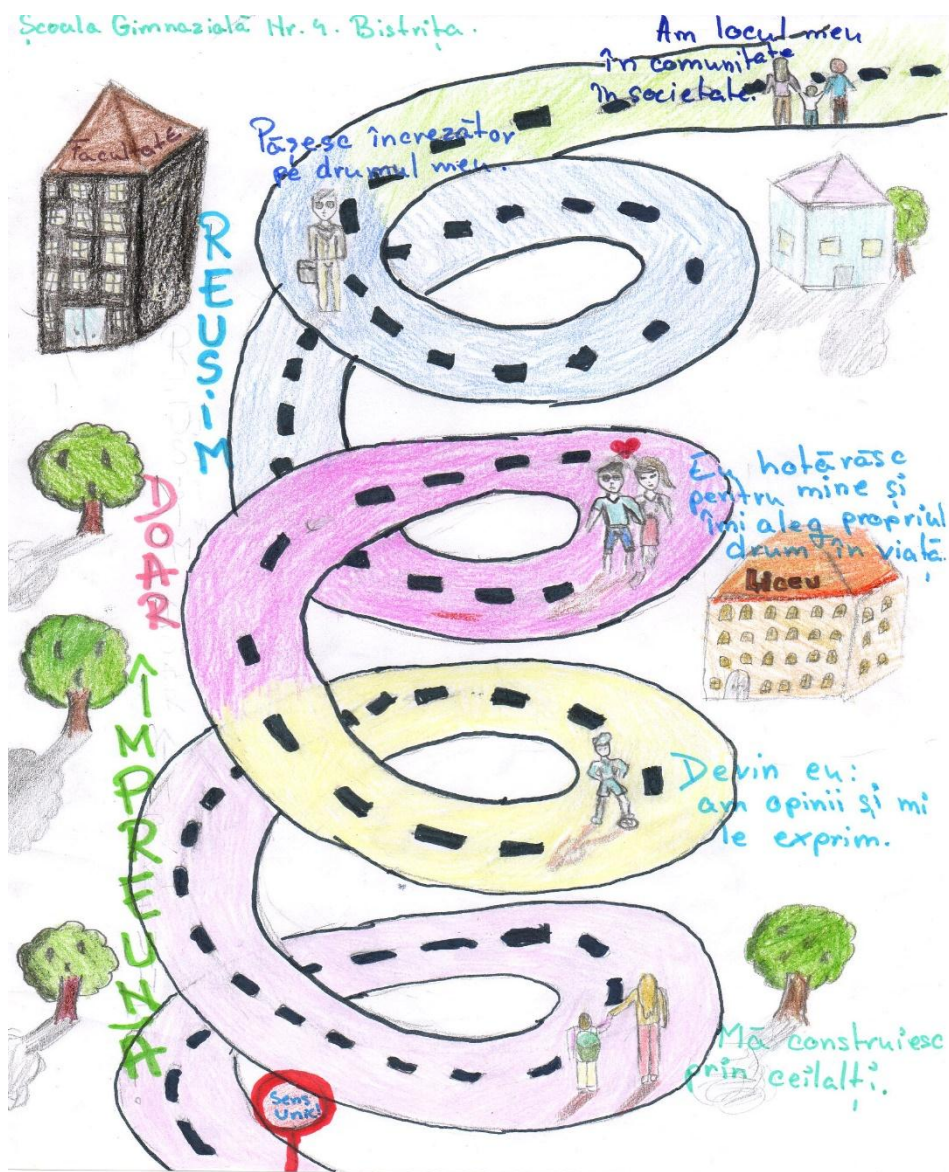 Școala Gimnazială Nr. 4. Bistrița.
Am locul meu
în comunitate
în societate.
Facultate
Pășesc încrezător
pe drumul meu.
REUSIM
Eu hotărăsc
pentru mine și
îmi aleg propriul
drum în viață.
Liceu
DOAR
ÎMPREUNĂ
Devin eu:
am opinii și mi
le exprim.
Mă construiesc
prin ceilalți.
Sens
Unic!